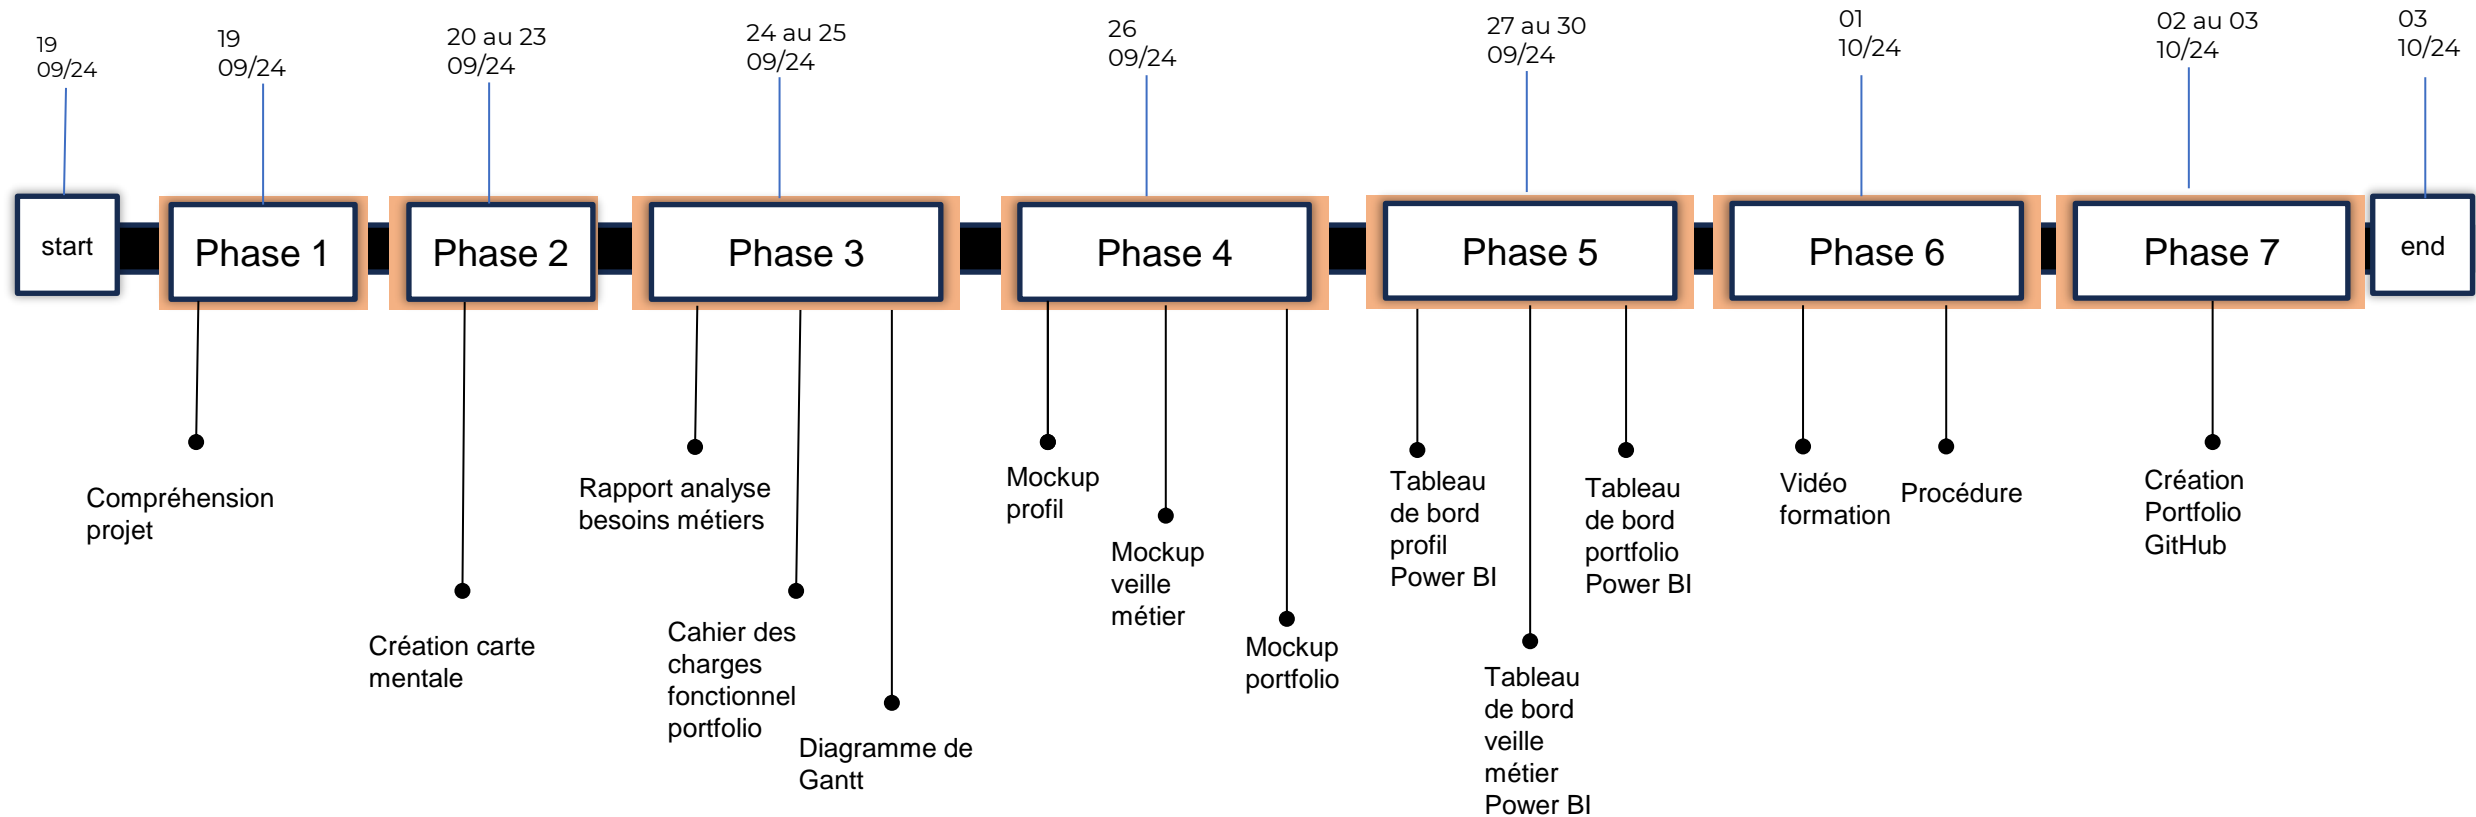 19
09/24
19
09/24
20 au 23
09/24
24 au 25
09/24
26
09/24
27 au 30
09/24
01
10/24
02 au 03
10/24
03
10/24
start
Phase 1
Phase 2
Phase 3
Phase 4
Phase 5
Phase 6
Phase 7
end
Compréhension
projet
Création carte
mentale
Rapport analyse
besoins métiers
Cahier des
charges
fonctionnel
portfolio
Diagramme de
Gantt
Mockup
profil
Mockup
veille
métier
Mockup
portfolio
Tableau
de bord
profil
Power BI
Tableau
de bord
veille
métier
Power BI
Tableau
de bord
portfolio
Power BI
Vidéo
formation
Procédure
Création
Portfolio
GitHub